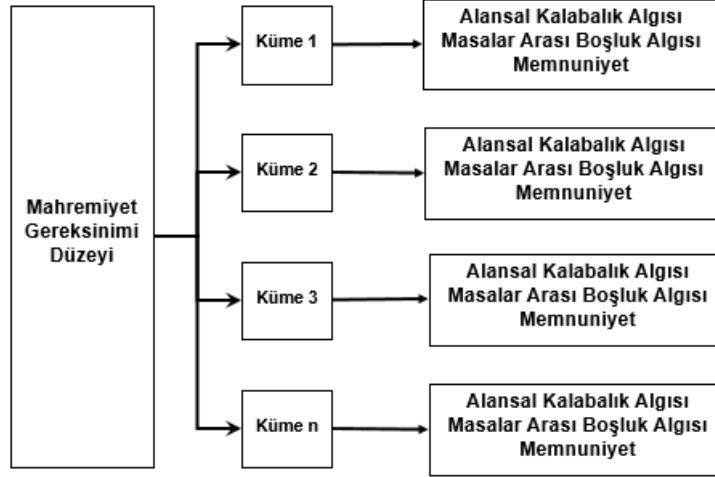 Mahremiyet
Gereksinimi
Düzeyi
Küme 1
Alansal Kalabalık Algısı
Masalar Arası Boşluk Algısı
Memnuniyet
Küme 2
Alansal Kalabalık Algısı
Masalar Arası Boşluk Algısı
Memnuniyet
Küme 3
Alansal Kalabalık Algısı
Masalar Arası Boşluk Algısı
Memnuniyet
Küme n
Alansal Kalabalık Algısı
Masalar Arası Boşluk Algısı
Memnuniyet